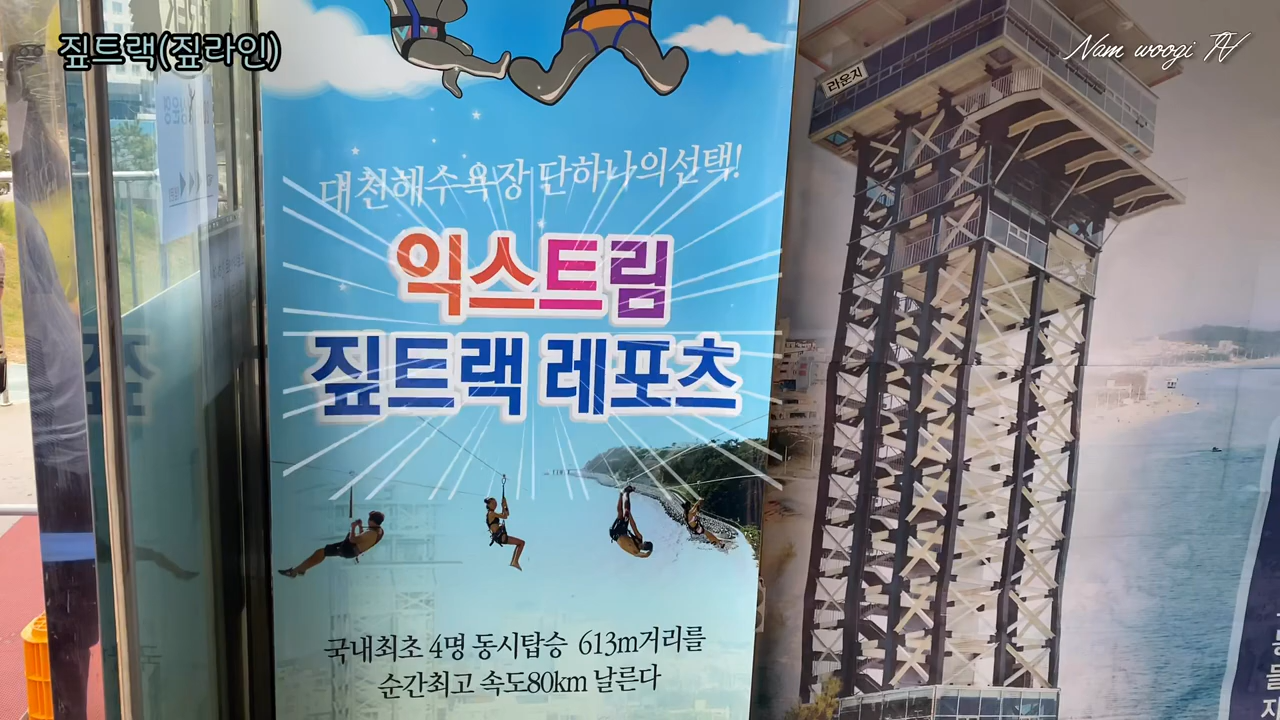 짚트랙(짚라인)
Nam woogi TV
라운지
대천해수욕장 단하나의선택!
익스트림
짚트랙 레포츠
국내최초 4명 동시탑승 613m거리를
순간최고 속도80km 날른다